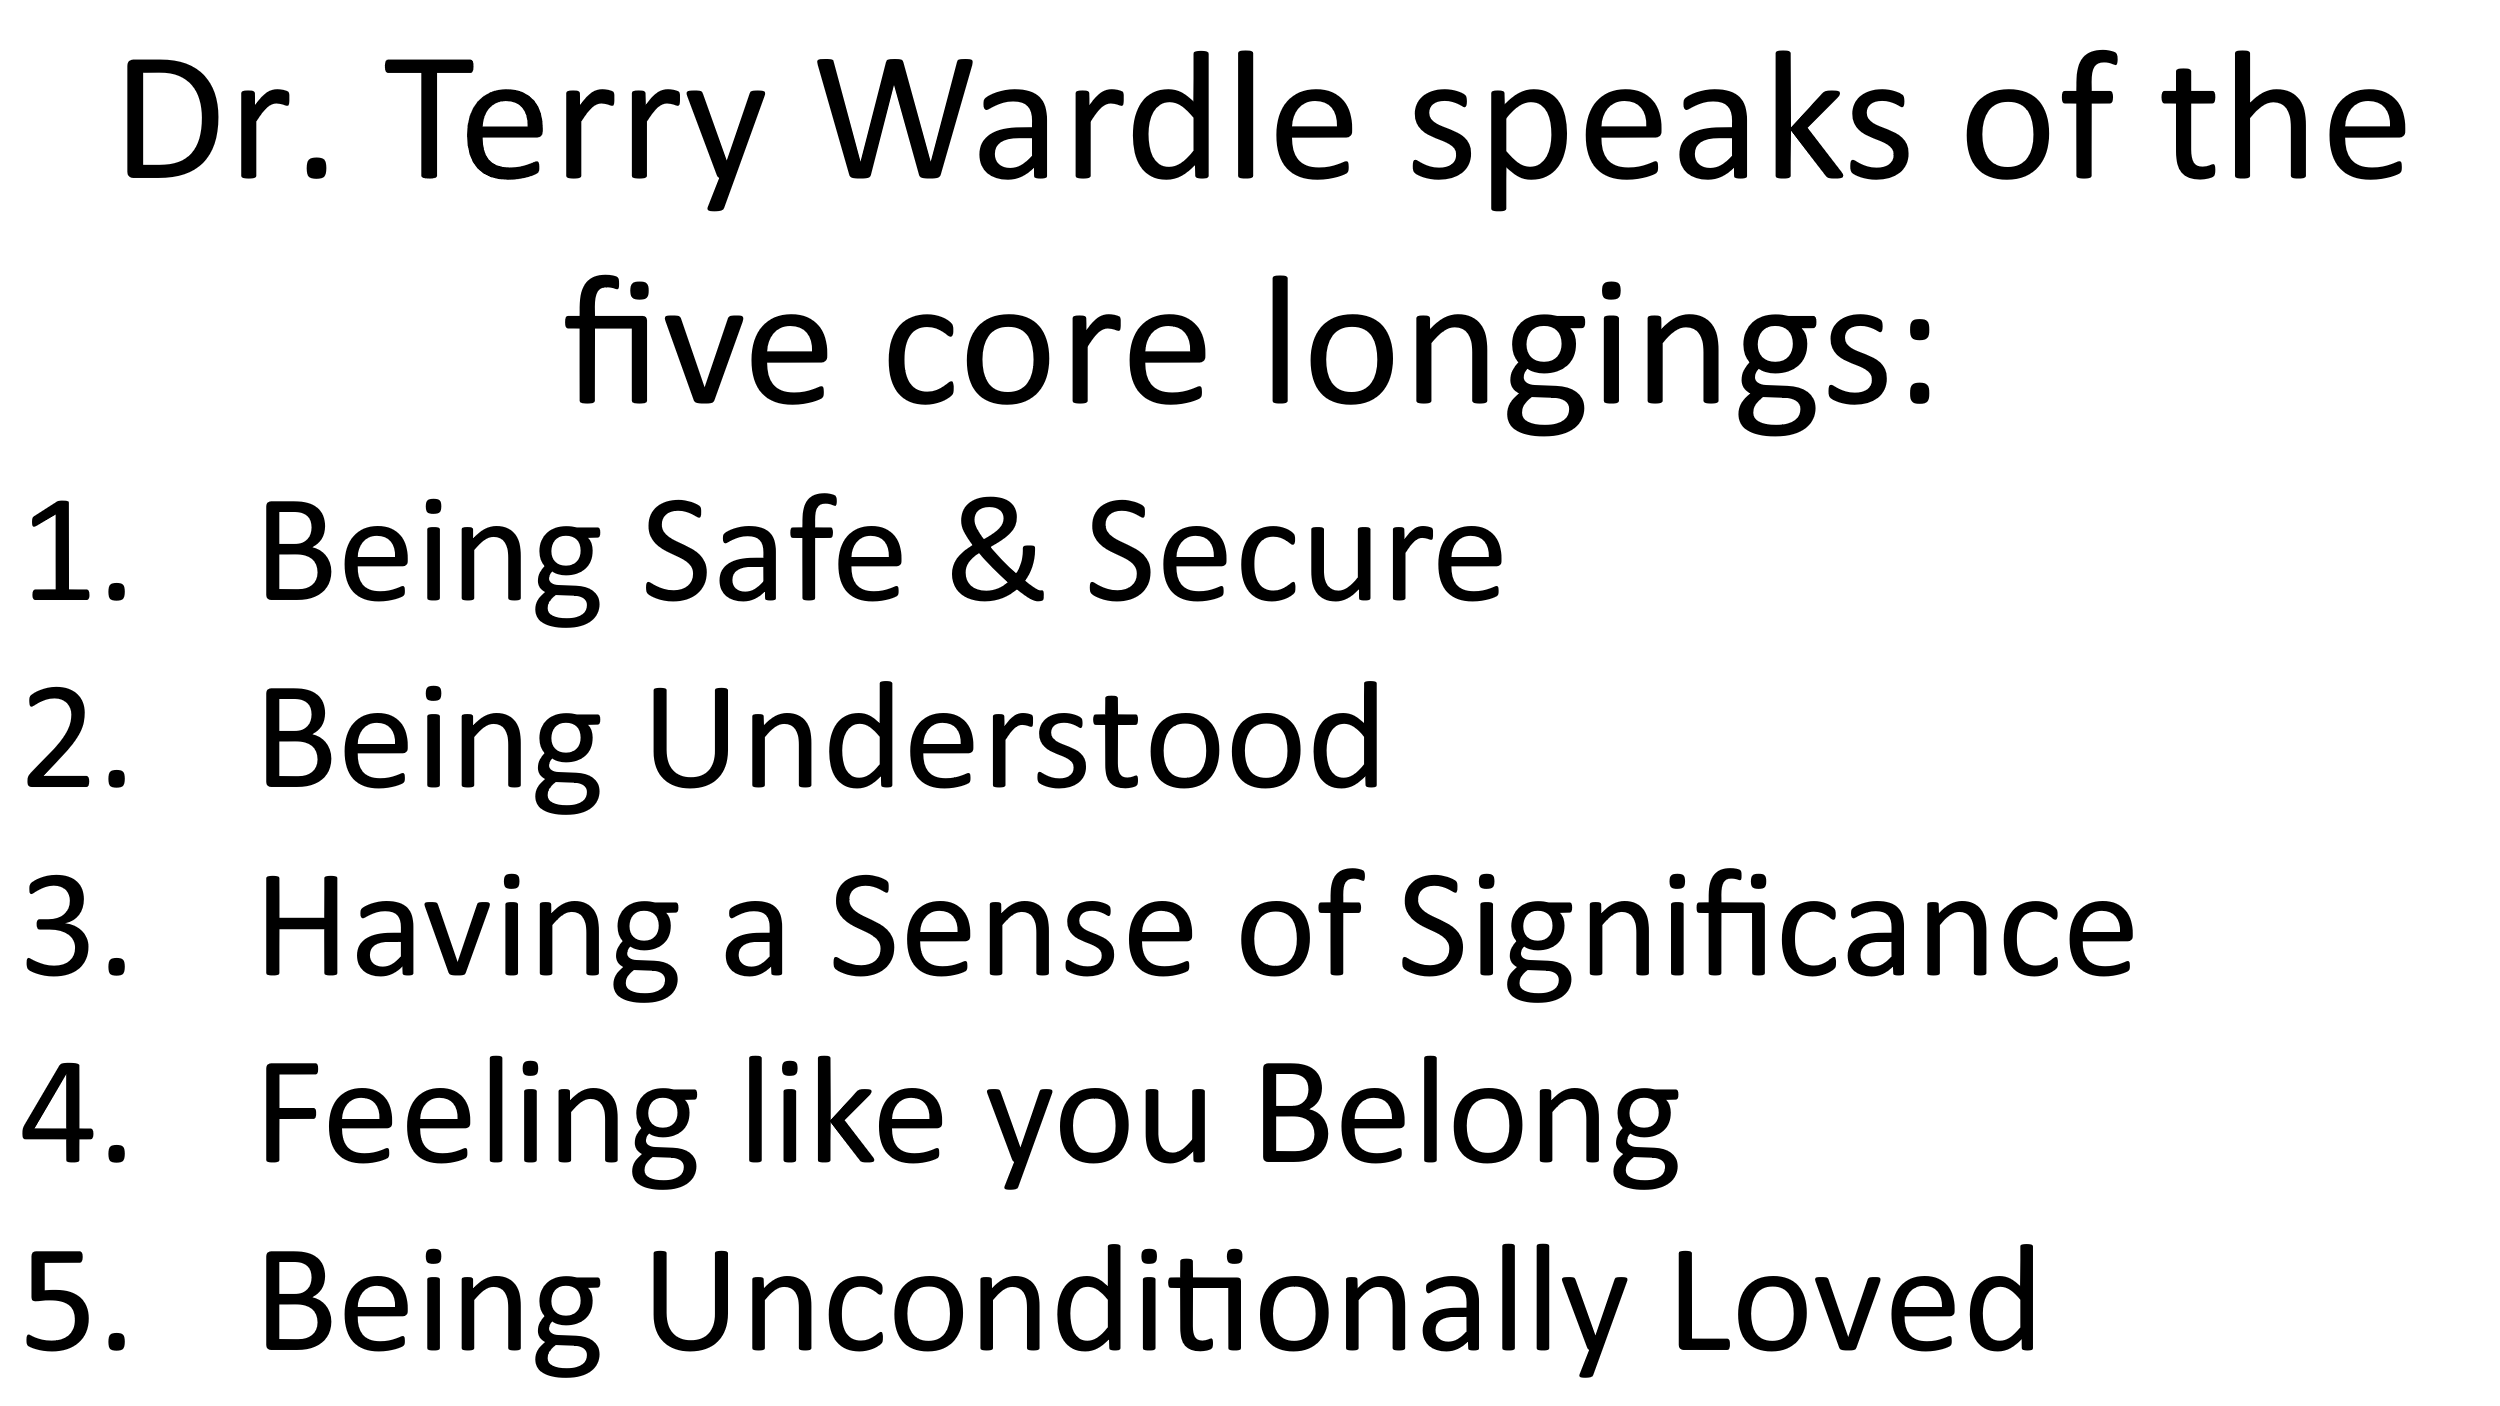 Dr. Terry Wardle speaks of the
five core longings:
1. Being Safe & Secure
2. Being Understood
3. Having a Sense of Significance
4. Feeling like you Belong
5. Being Unconditionally Loved